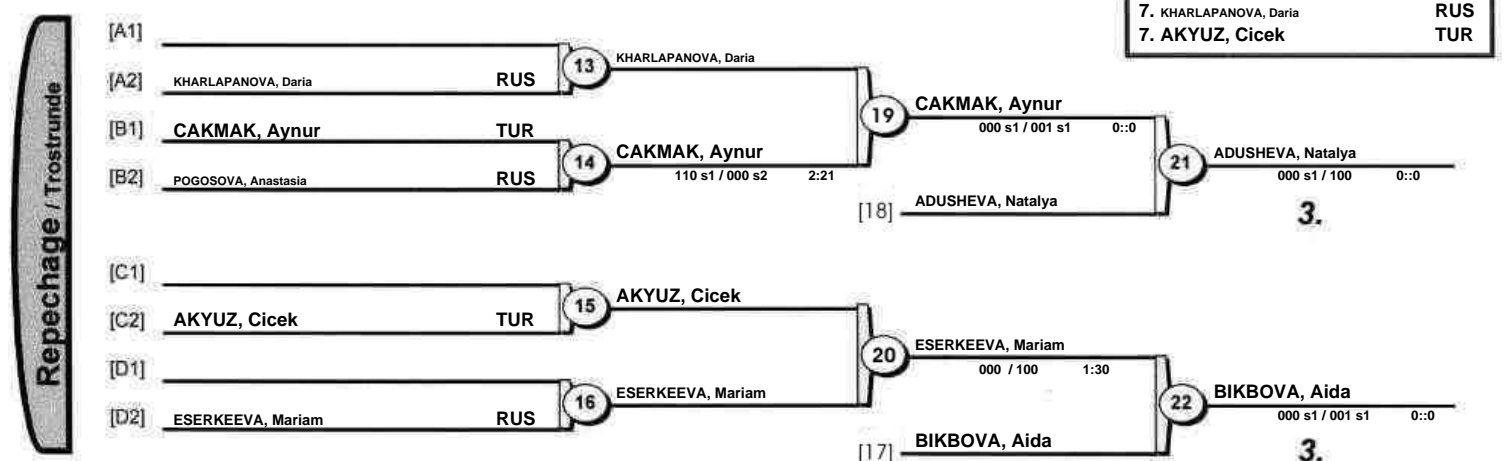 7. KHARLAPANOVA, Daria RUS
7. AKYUZ, Cicek TUR
Repechage / Trostrunde
[A1]
[A2] KHARLAPANOVA, Daria RUS
13 KHARLAPANOVA, Daria
[B1] CAKMAK, Aynur TUR
[B2] POGOSOVA, Anastasia RUS
14 CAKMAK, Aynur
110 s1 / 000 s2 2:21
19 CAKMAK, Aynur
000 s1 / 001 s1 0::0
[18] ADUSHEVA, Natalya
21 ADUSHEVA, Natalya
000 s1 / 100 0::0
3.
[C1]
[C2] AKYUZ, Cicek TUR
15 AKYUZ, Cicek
[D1]
[D2] ESERKEEVA, Mariam RUS
16 ESERKEEVA, Mariam
20 ESERKEEVA, Mariam
000 / 100 1:30
[17] BIKBOVA, Aida
22 BIKBOVA, Aida
000 s1 / 001 s1 0::0
3.